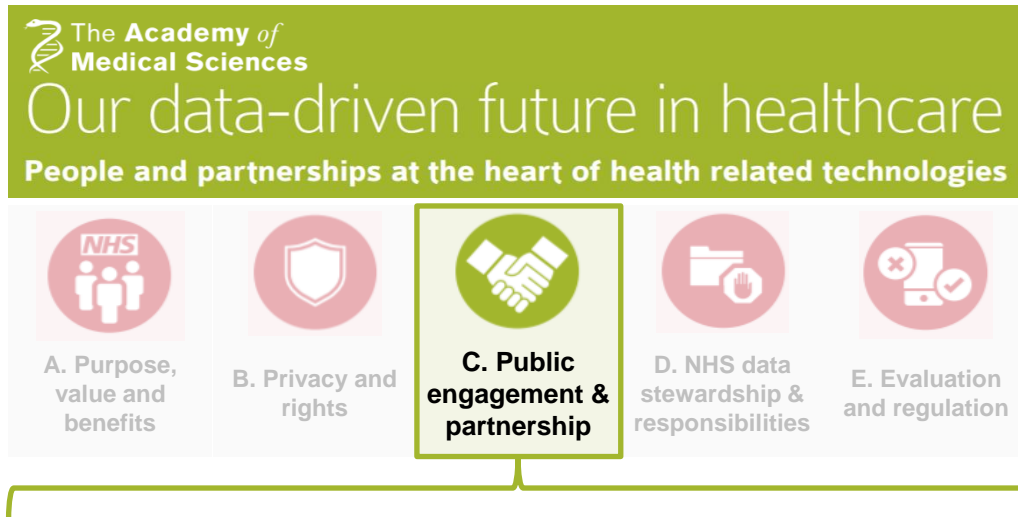 The Academy of
Medical Sciences
Our data-driven future in healthcare
People and partnerships at the heart of health related technologies
NHS
A. Purpose,
value and
benefits
B. Privacy and
rights
C. Public
engagement &
partnership
D. NHS data
stewardship &
responsibilities
E. Evaluation
and regulation